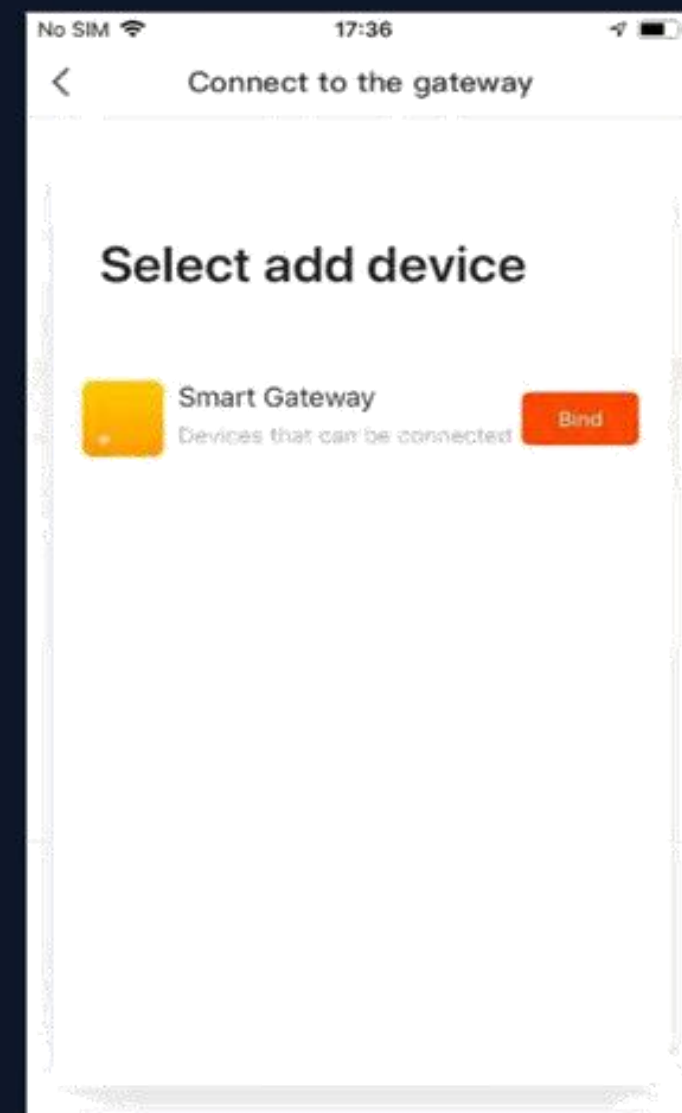 No SIM 17:36
Connect to the gateway
Select add device
Smart Gateway
Devices that can be connected
Bind